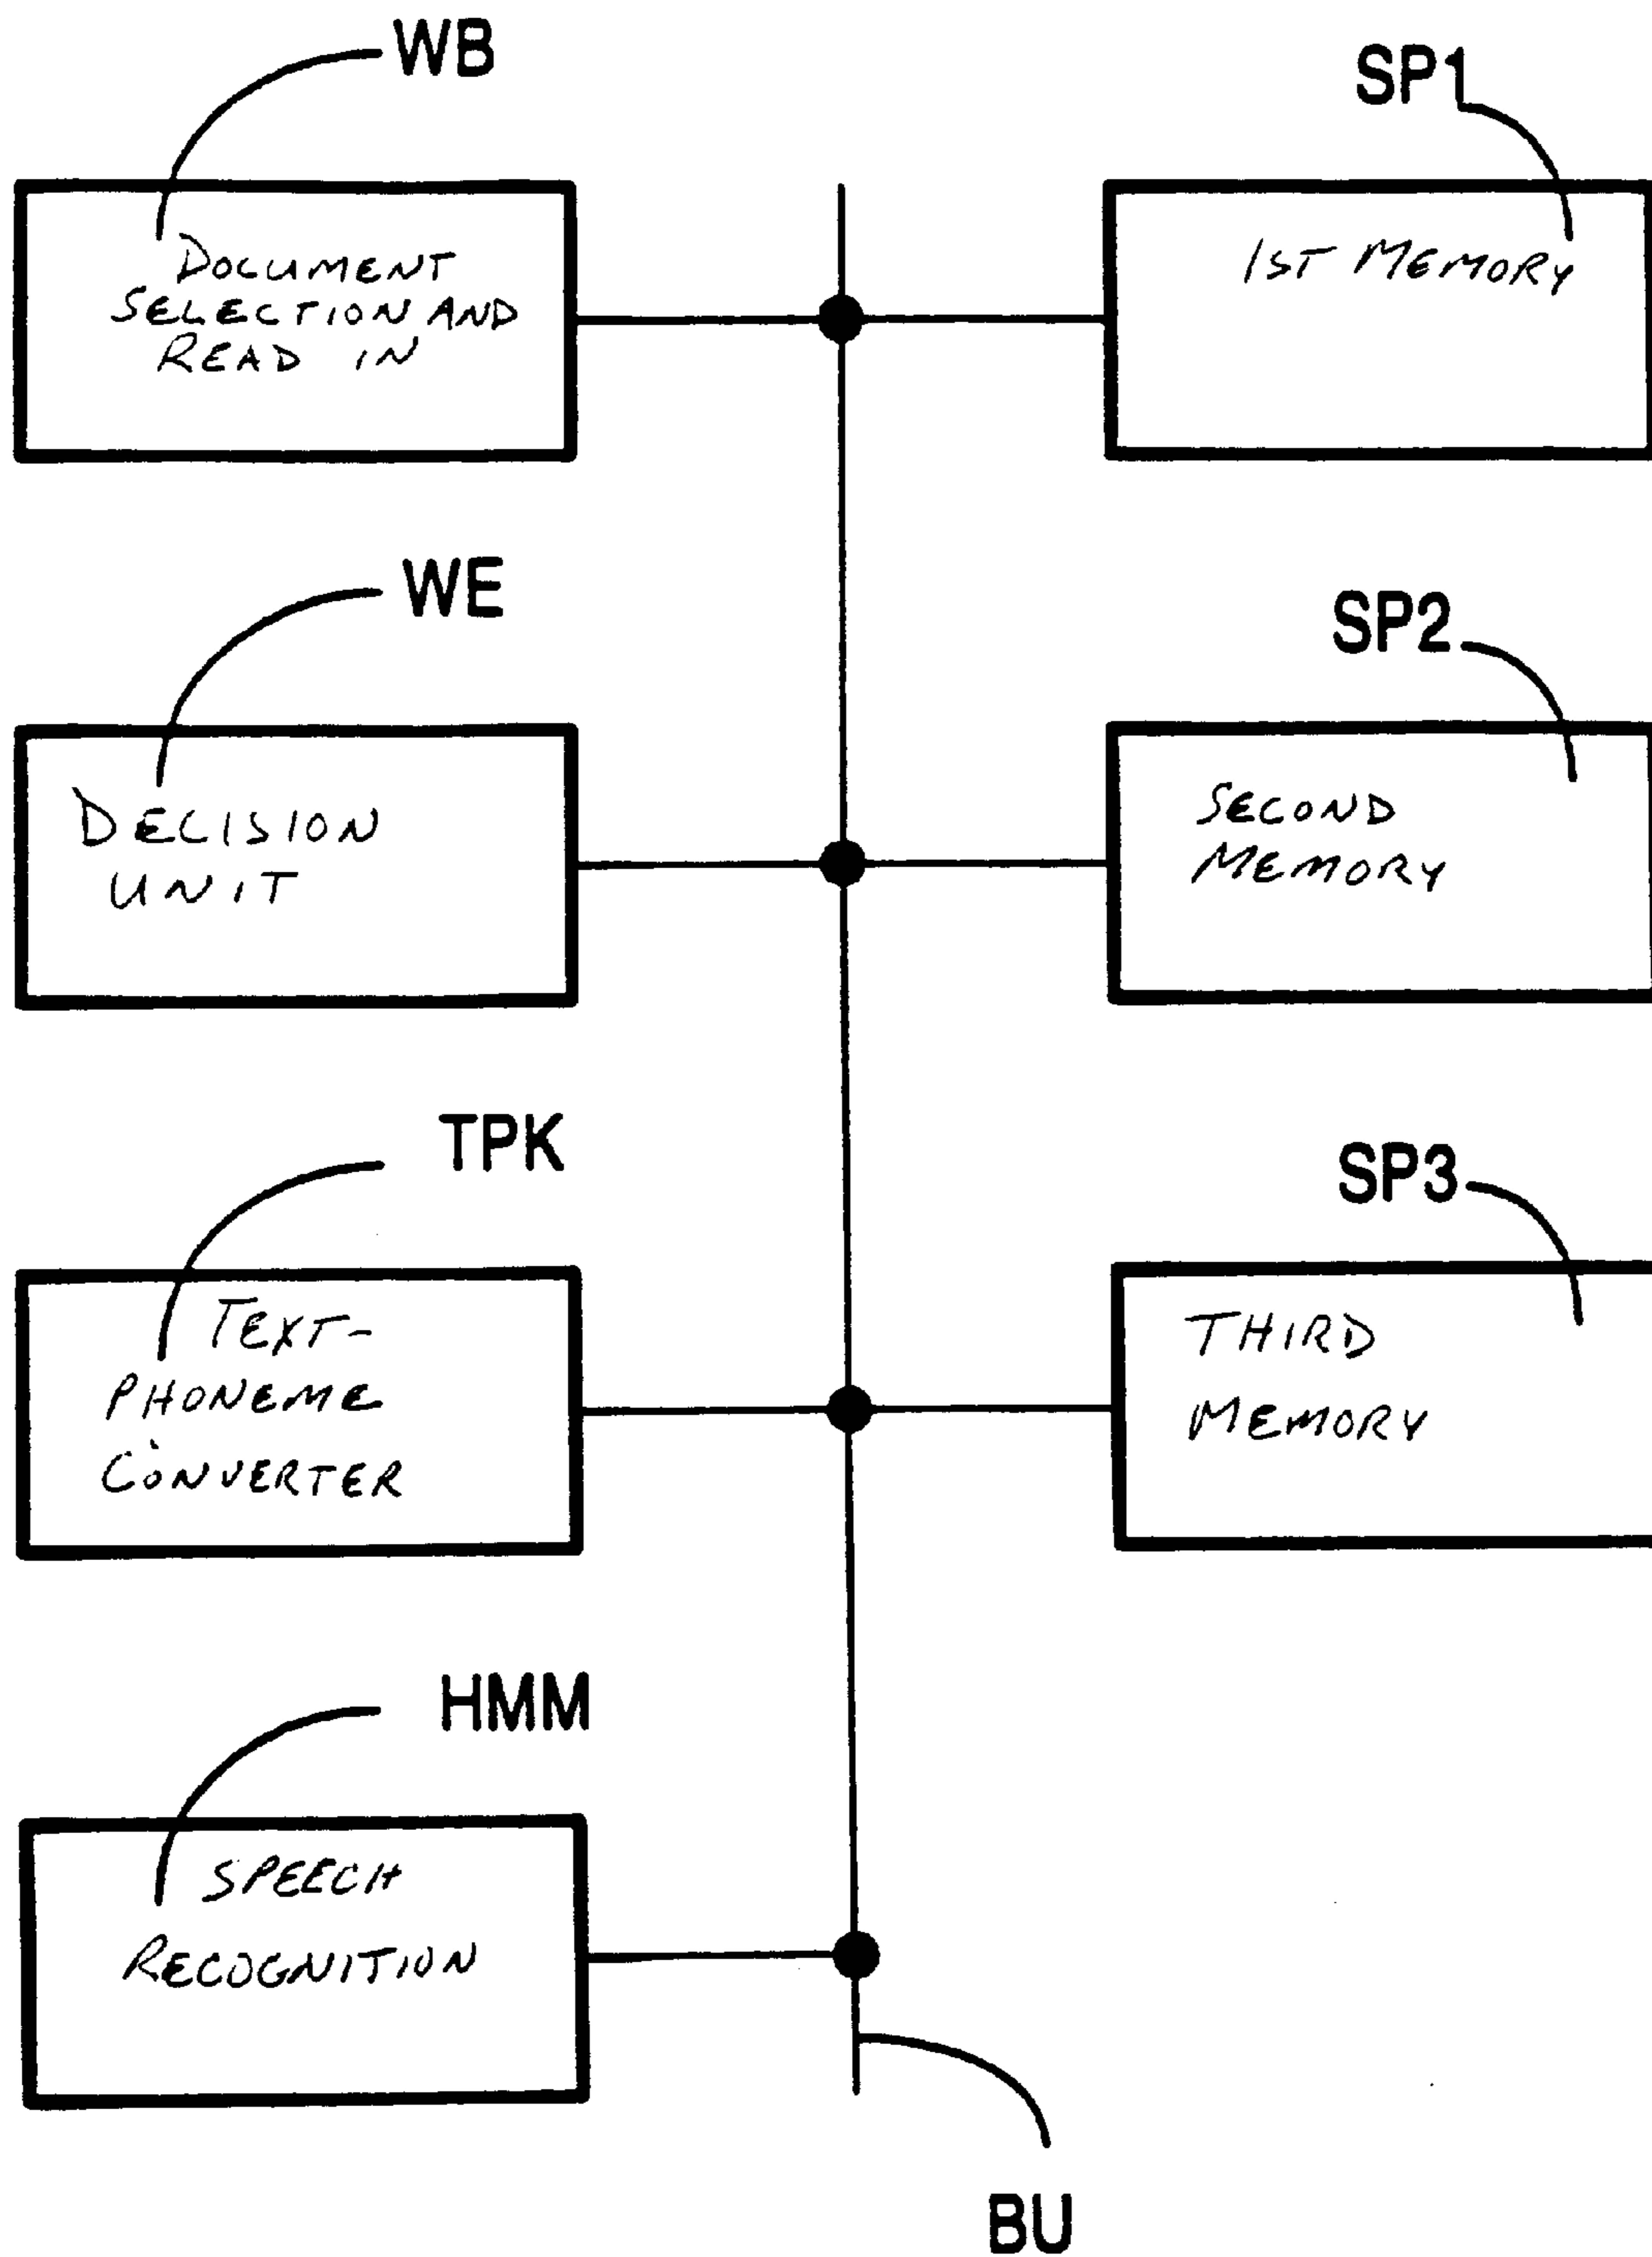 WB
SP1
DOCUMENT
SELECTION AND
READ IN
1ST MEMORY
WE
SP2
DECISION
UNIT
SECOND
MEMORY
TPK
SP3
TEXT-
PHONEME
CONVERTER
THIRD
MEMORY
HMM
SPEECH
RECOGNITION
BU